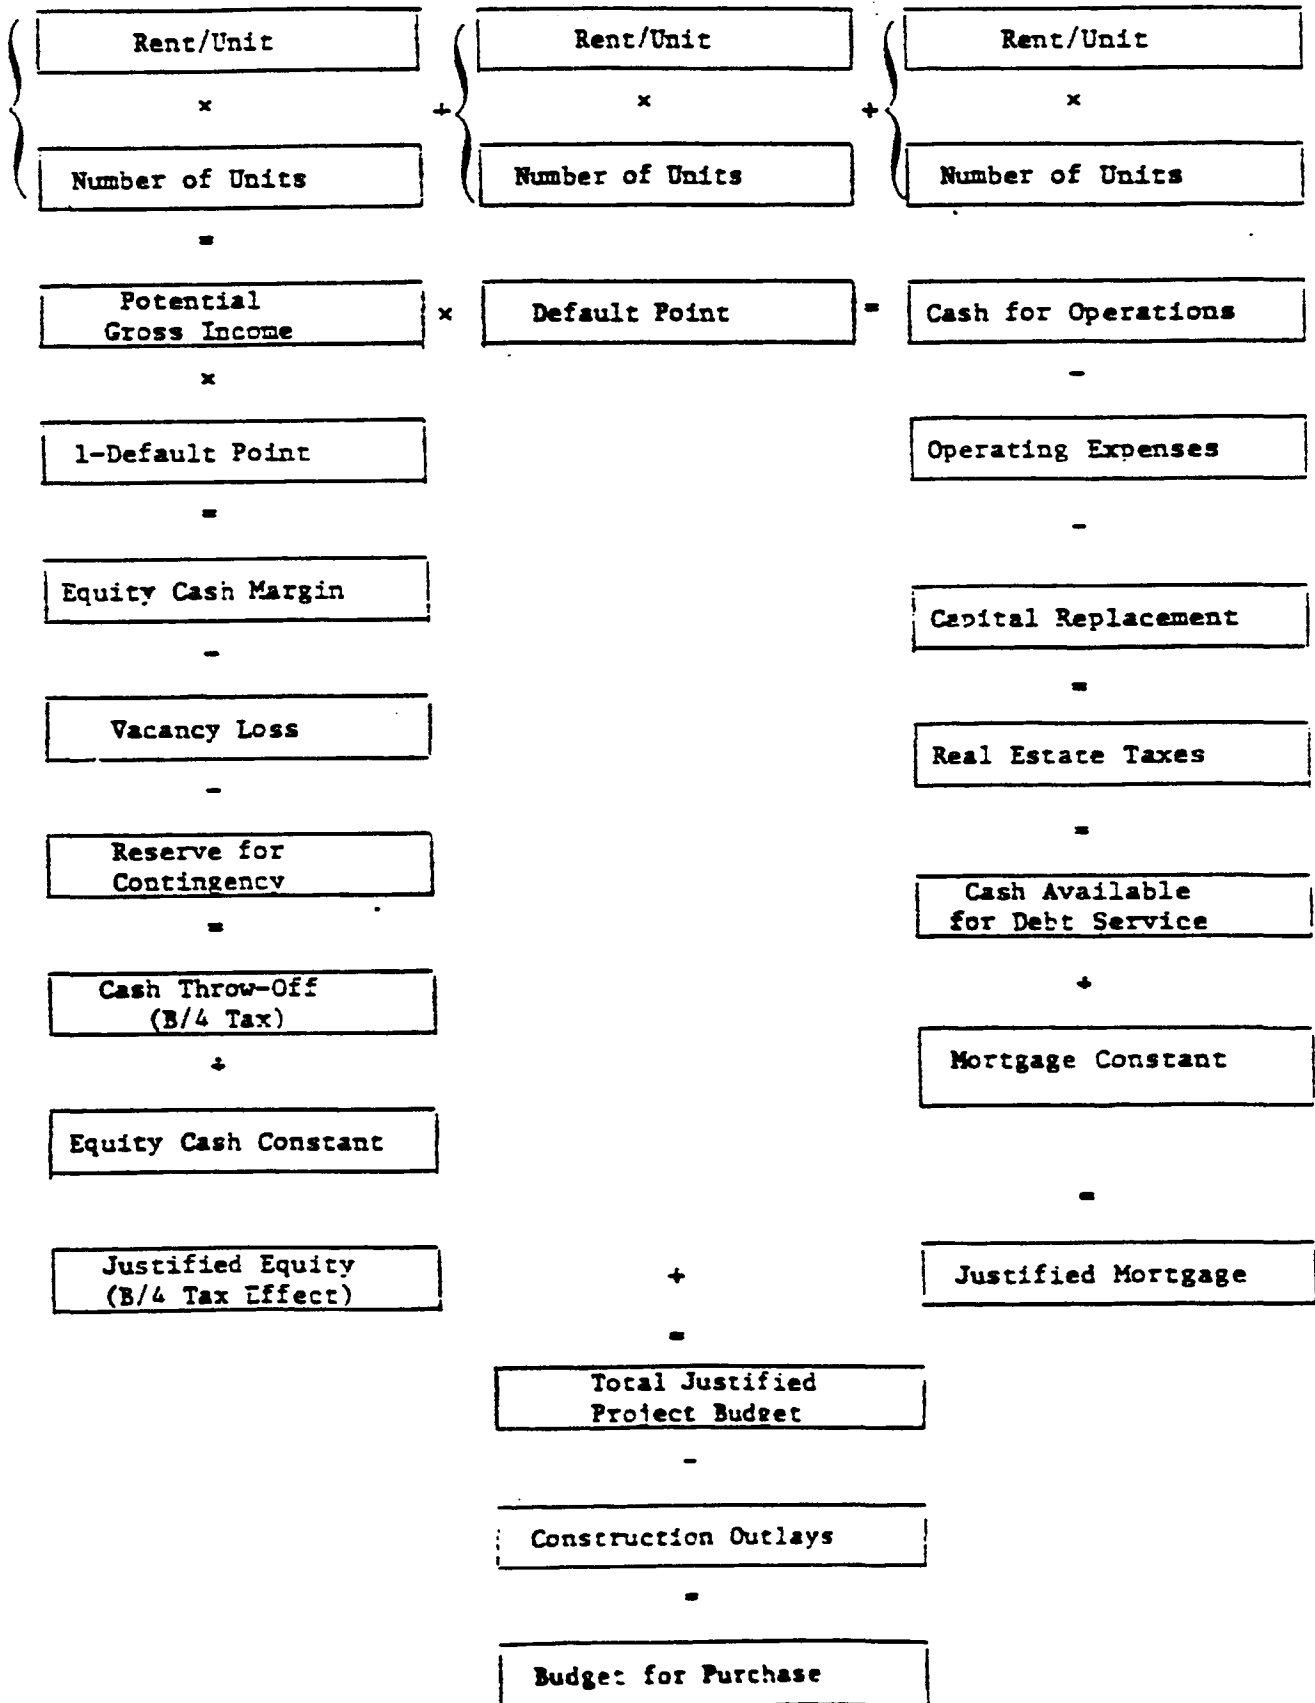 Rent/Unit
×
Number of Units
+
Rent/Unit
×
Number of Units
+
Rent/Unit
×
Number of Units
=
Potential
Gross Income
×
Default Point
=
Cash for Operations
×
1-Default Point
=
Equity Cash Margin
-
Vacancy Loss
-
Reserve for
Contingency
=
Cash Throw-Off
(B/4 Tax)
÷
Equity Cash Constant
Justified Equity
(B/4 Tax Effect)
-
Operating Expenses
-
Capital Replacement
=
Real Estate Taxes
=
Cash Available
for Debt Service
÷
Mortgage Constant
=
Justified Mortgage
+
=
Total Justified
Project Budget
-
Construction Outlays
=
Budget for Purchase